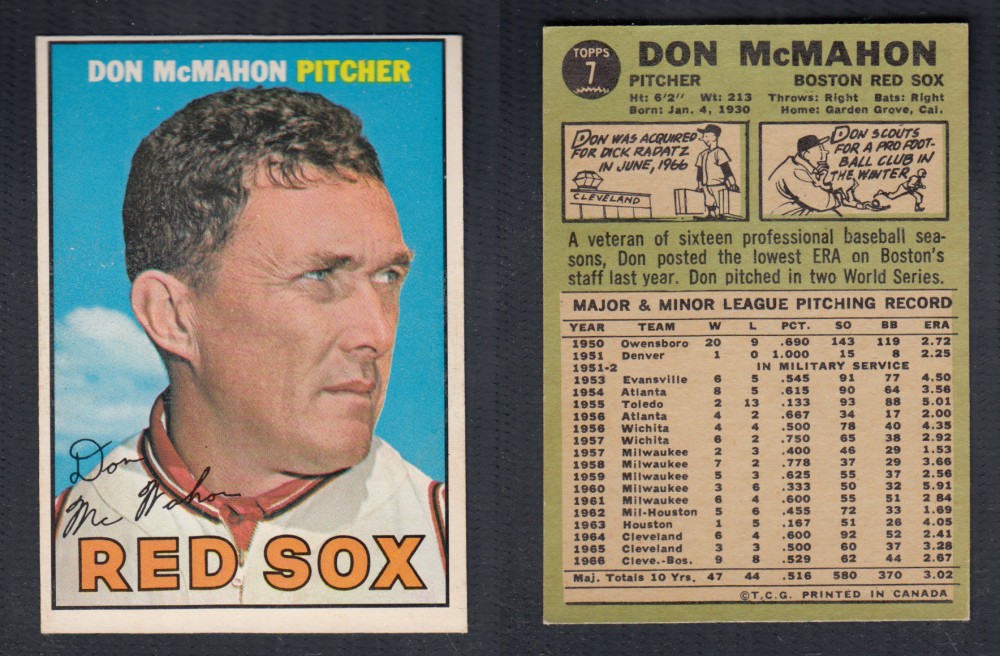 DON McMAHON PITCHER
Don
Mc Mahon
RED SOX
TOPPS
7
DON McMAHON
PITCHER BOSTON RED SOX
Ht: 6'2" Wt: 213 Throws: Right Bats: Right
Born: Jan. 4, 1930 Home: Garden Grove, Cal.
DON WAS ACQUIRED
FOR DICK RADATZ
IN JUNE, 1966
CLEVELAND
DON SCOUTS
FOR A PRO FOOT-
BALL CLUB IN
THE WINTER
A veteran of sixteen professional baseball sea-
sons, Don posted the lowest ERA on Boston's
staff last year. Don pitched in two World Series.
MAJOR & MINOR LEAGUE PITCHING RECORD
YEAR TEAM W L PCT. SO BB ERA
1950 Owensboro 20 9 .690 143 119 2.72
1951 Denver 1 0 1.000 15 8 2.25
1951-2 IN MILITARY SERVICE
1953 Evansville 6 5 .545 91 77 4.50
1954 Atlanta 8 5 .615 90 64 3.56
1955 Toledo 2 13 .133 93 88 5.01
1956 Atlanta 4 2 .667 34 17 2.00
1956 Wichita 4 4 .500 78 40 4.35
1957 Wichita 6 2 .750 65 38 2.92
1957 Milwaukee 2 3 .400 46 29 1.53
1958 Milwaukee 7 2 .778 37 29 3.66
1959 Milwaukee 5 3 .625 55 37 2.56
1960 Milwaukee 3 6 .333 50 32 5.91
1961 Milwaukee 6 4 .600 55 51 2 84
1962 Mil-Houston 5 6 .455 72 33 1.69
1963 Houston 1 5 .167 51 26 4.05
1964 Cleveland 6 4 .600 92 52 2.41
1965 Cleveland 3 3 .500 60 37 3.28
1966 Cleve.-Bos. 9 8 .529 62 44 2.67
Maj. Totals 10 Yrs. 47 44 .516 580 370 3.02
©T.C.G. PRINTED IN CANADA